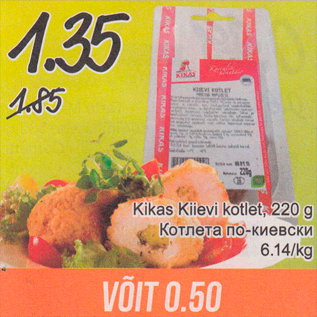 1.35
1.85
KIKAS
KIIEVI KOTLET
220g
Kikas Kiievi kotlet, 220 g
Котлета по-киевски
6.14/kg
VÕIT 0.50